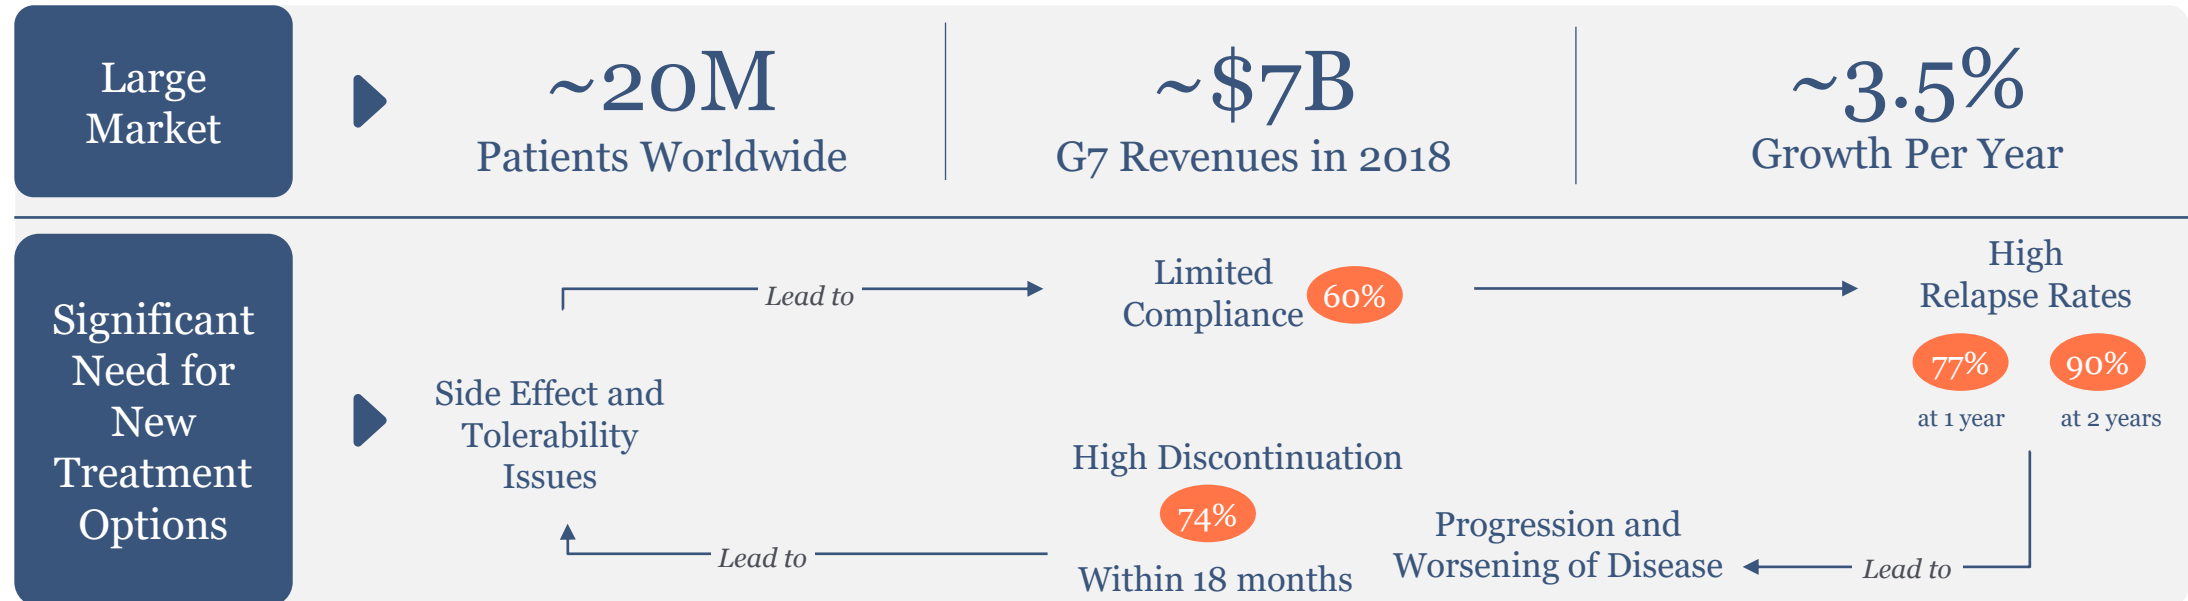 Large
Market
~20M
Patients Worldwide
~$7B
G7 Revenues in 2018
~3.5%
Growth Per Year
Significant
Need for
New
Treatment
Options
Side Effect and
Tolerability
Issues
Lead to
Limited
Compliance
60%
High
Relapse Rates
77%
90%
at 1 year
at 2 years
Lead to
Progression and
Worsening of Disease
High Discontinuation
74%
Within 18 months
Lead to